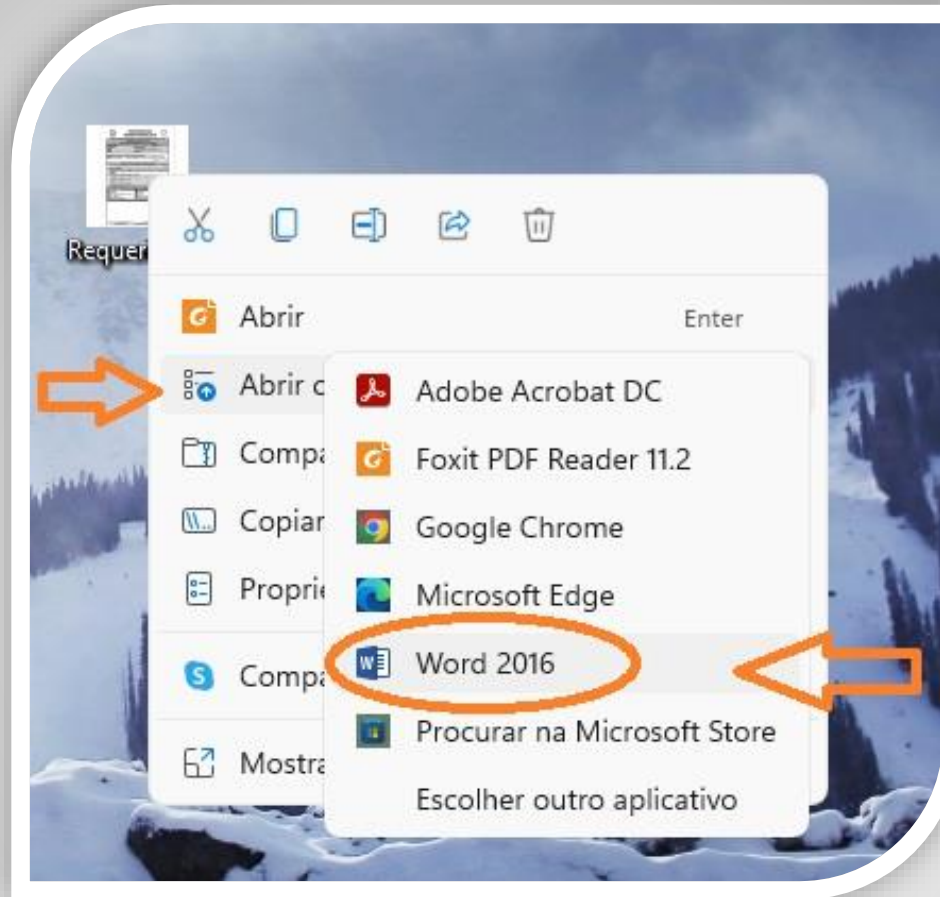 Requeri
Abrir
Enter
Abrir c
Compa
Copiar
Proprie
Compa
Mostra
Adobe Acrobat DC
Foxit PDF Reader 11.2
Google Chrome
Microsoft Edge
Word 2016
Procurar na Microsoft Store
Escolher outro aplicativo